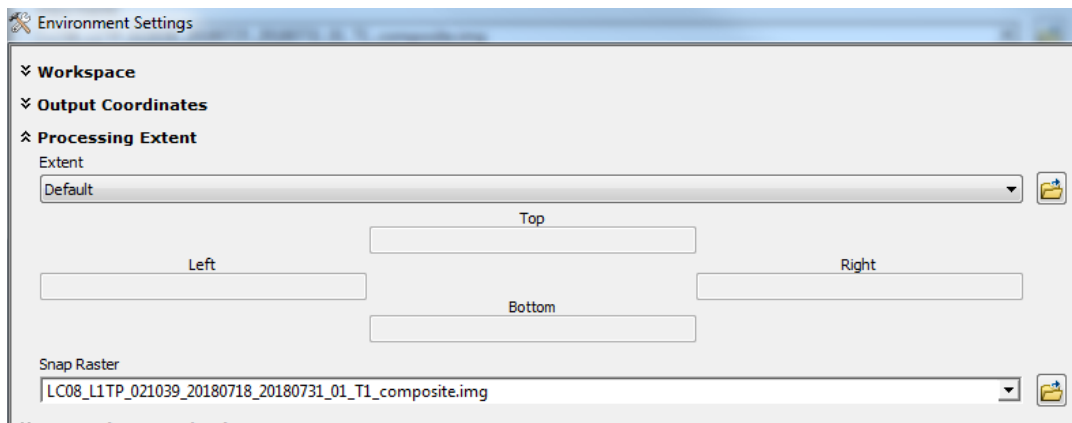 Environment Settings
Workspace
Output Coordinates
Processing Extent
Extent
Default
Top
Left
Right
Bottom
Snap Raster
LC08_L1TP_021039_20180718_20180731_01_T1_composite.img